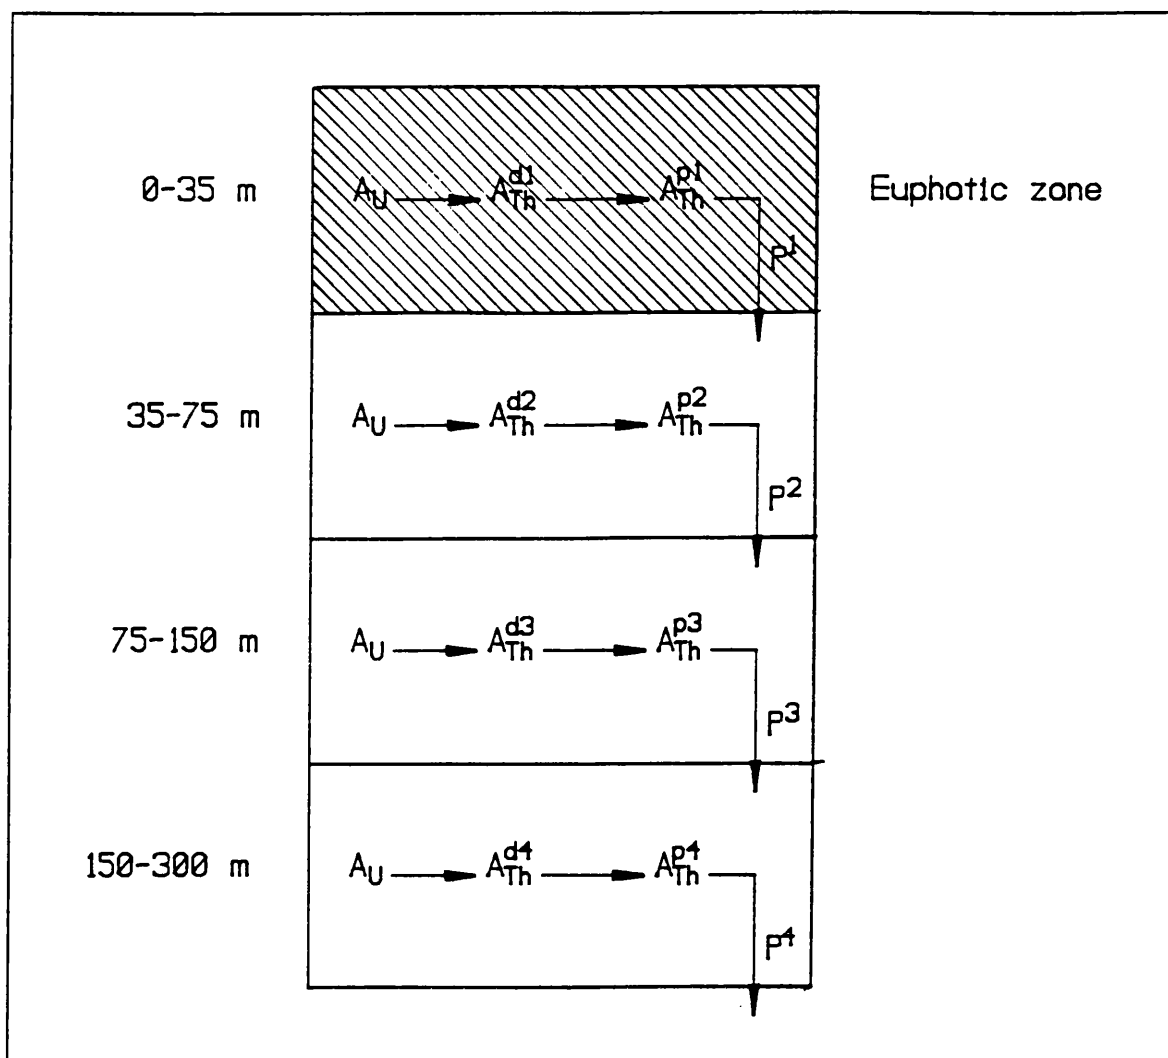 0-35 m A_U A_Th^d1 A_Th^p1 Euphotic zone
P^1
35-75 m A_U A_Th^d2 A_Th^p2
P^2
75-150 m A_U A_Th^d3 A_Th^p3
P^3
150-300 m A_U A_Th^d4 A_Th^p4
P^4